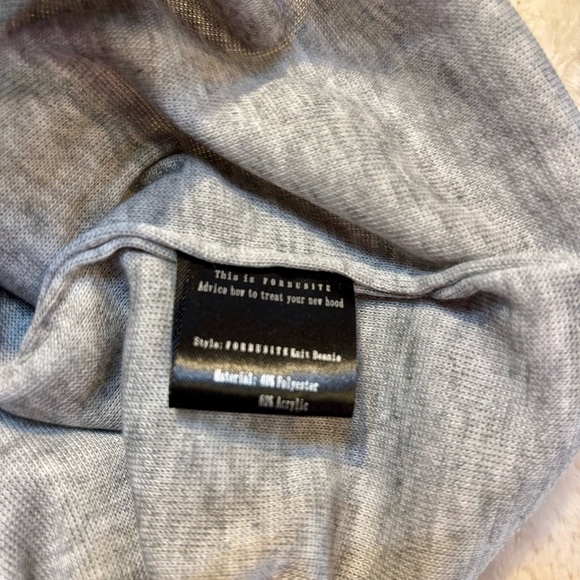 This is FORBUSITE
Advice how to treat your new hood
Style: FORBUSITE Knit Beanie
Material: 40% Polyester
60% Acrylic